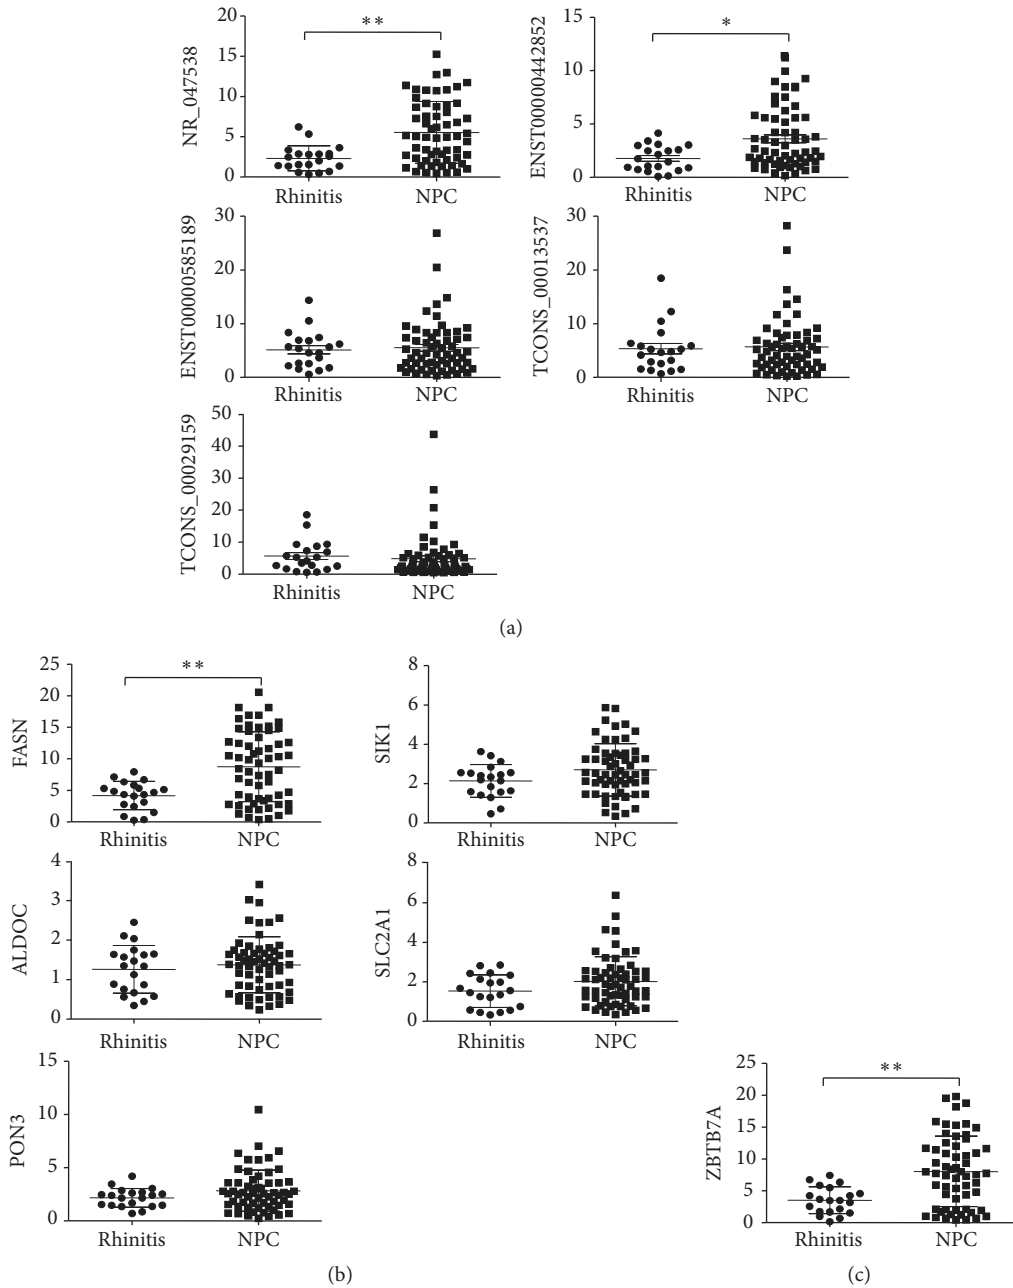 NR_047538
20
15
10
5
0
**
Rhinitis
NPC
ENST00000442852
15
10
5
0
*
Rhinitis
NPC
ENST00000585189
30
20
10
0
Rhinitis
NPC
TCONS_00013537
30
20
10
0
Rhinitis
NPC
TCONS_00029159
50
40
30
20
10
0
Rhinitis
NPC
(a)
FASN
25
20
15
10
5
0
**
Rhinitis
NPC
SIK1
8
6
4
2
0
Rhinitis
NPC
ALDOC
4
3
2
1
0
Rhinitis
NPC
SLC2A1
8
6
4
2
0
Rhinitis
NPC
PON3
15
10
5
0
Rhinitis
NPC
(b)
ZBTB7A
25
20
15
10
5
0
**
Rhinitis
NPC
(c)